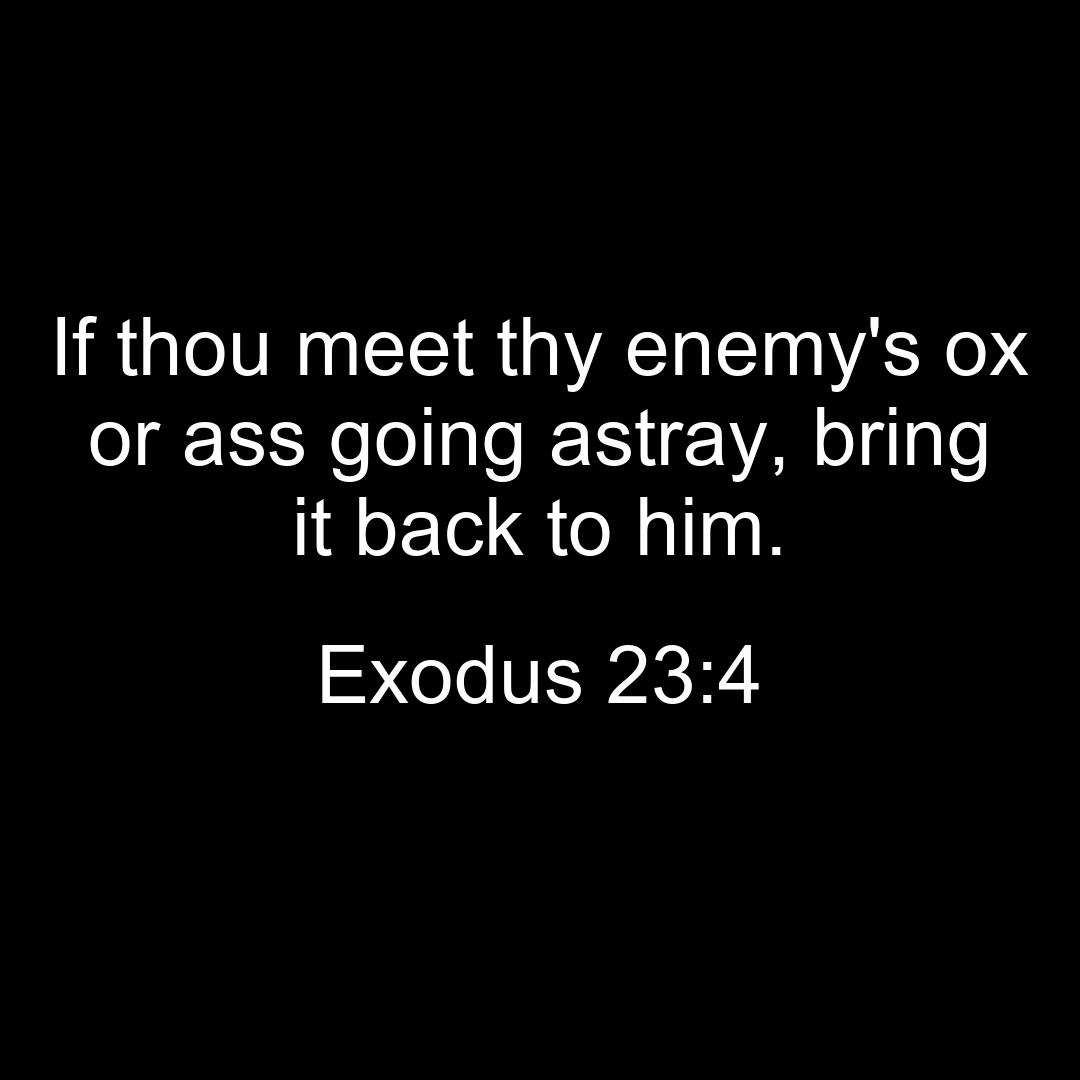 If thou meet thy enemy's ox
or ass going astray, bring
it back to him.
Exodus 23:4